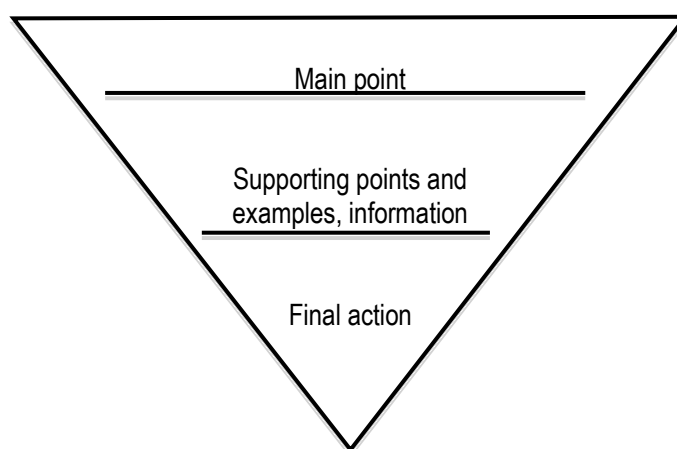 Main point
Supporting points and
examples, information
Final action